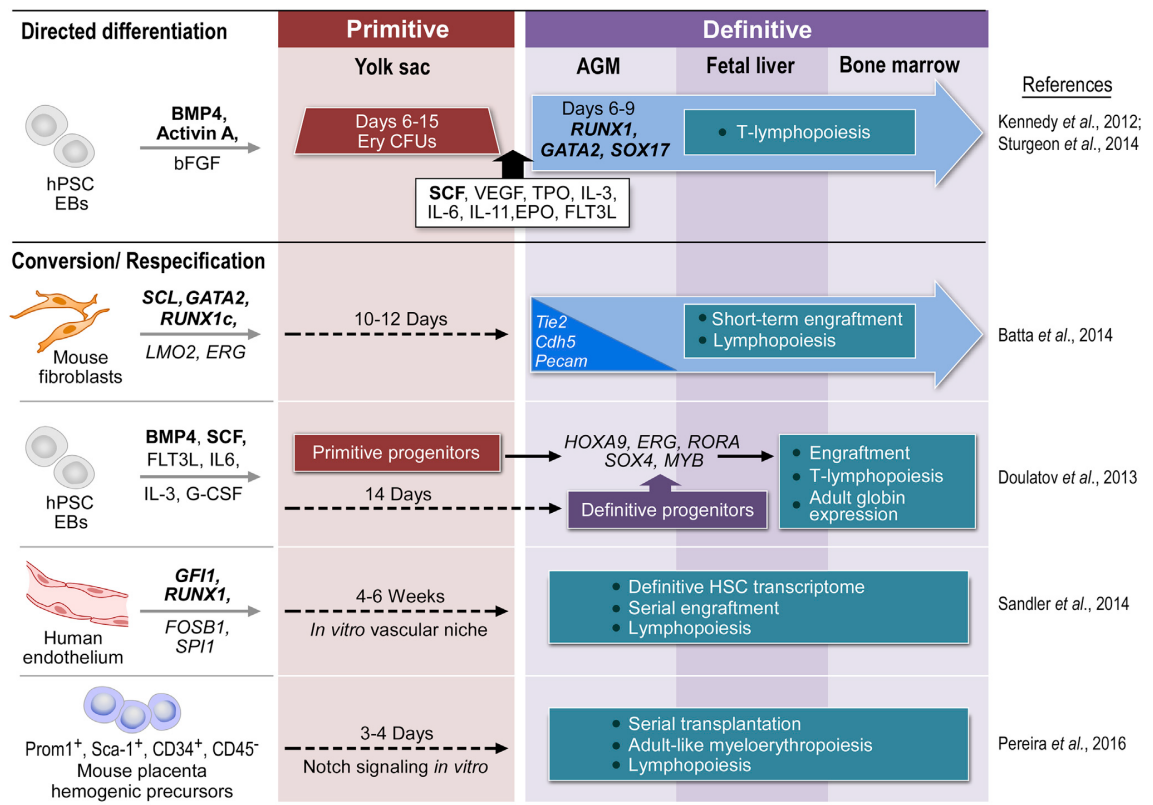 Directed differentiation
Primitive
Definitive
Yolk sac
AGM
Fetal liver
Bone marrow
References
hPSC
EBs
BMP4,
Activin A,
bFGF
Days 6-15
Ery CFUs
SCF, VEGF, TPO, IL-3,
IL-6, IL-11,EPO, FLT3L
Days 6-9
RUNX1,
GATA2, SOX17
• T-lymphopoiesis
Kennedy et al., 2012;
Sturgeon et al., 2014
Conversion/ Respecification
Mouse
fibroblasts
SCL, GATA2,
RUNX1c,
LMO2, ERG
10-12 Days
Tie2
Cdh5
Pecam
• Short-term engraftment
• Lymphopoiesis
Batta et al., 2014
hPSC
EBs
BMP4, SCF,
FLT3L, IL6,
IL-3, G-CSF
Primitive progenitors
14 Days
HOXA9, ERG, RORA
SOX4, MYB
Definitive progenitors
• Engraftment
• T-lymphopoiesis
• Adult globin
expression
Doulatov et al., 2013
Human
endothelium
GFI1,
RUNX1,
FOSB1,
SPI1
4-6 Weeks
In vitro vascular niche
• Definitive HSC transcriptome
• Serial engraftment
• Lymphopoiesis
Sandler et al., 2014
Prom1+, Sca-1+, CD34+, CD45-
Mouse placenta
hemogenic precursors
3-4 Days
Notch signaling in vitro
• Serial transplantation
• Adult-like myeloerythropoiesis
• Lymphopoiesis
Pereira et al., 2016